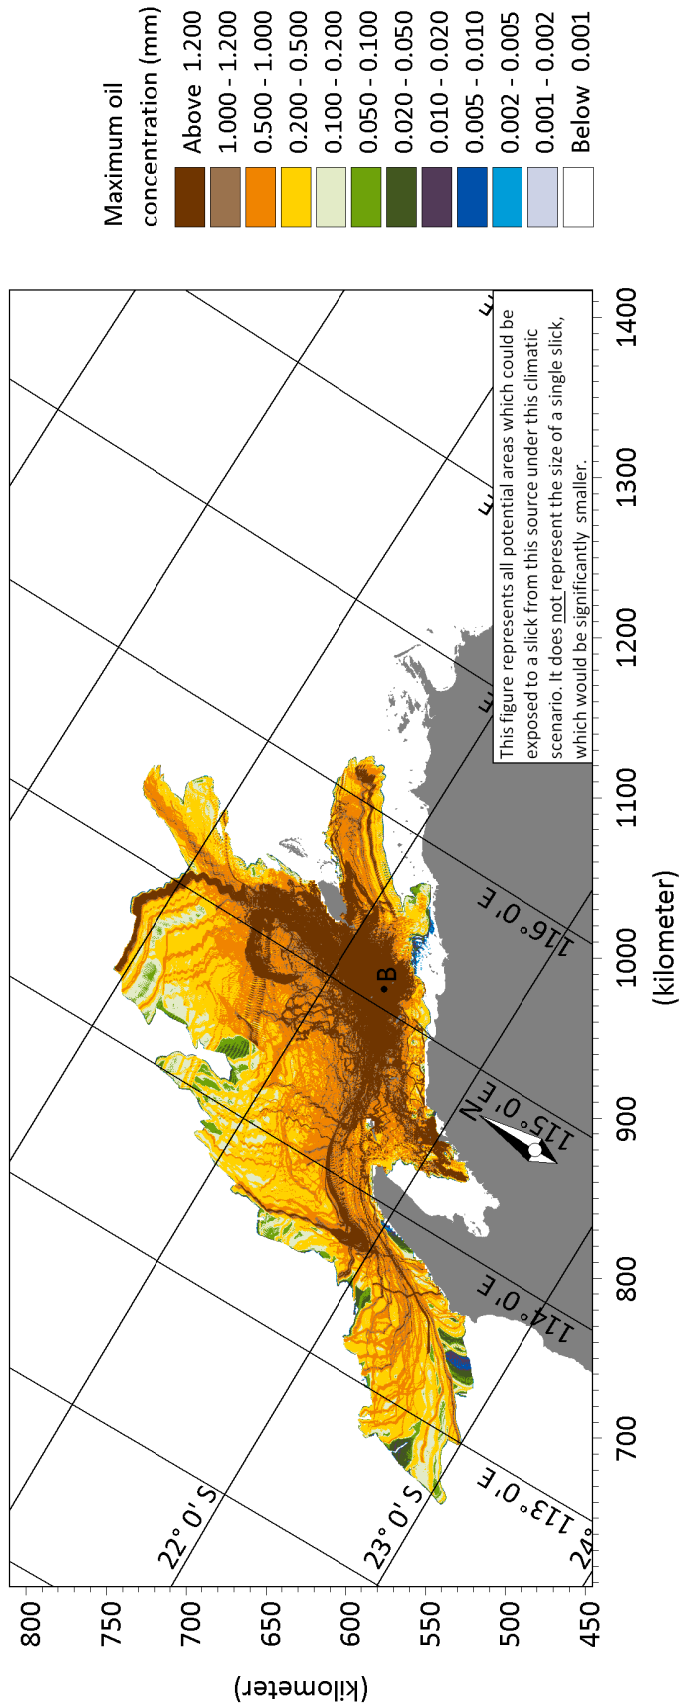 Maximum oil
concentration (mm)
Above 1.200
1.000 - 1.200
0.500 - 1.000
0.200 - 0.500
0.100 - 0.200
0.050 - 0.100
0.020 - 0.050
0.010 - 0.020
0.005 - 0.010
0.002 - 0.005
0.001 - 0.002
Below 0.001
(kilometer)
800
750
700
650
600
550
500
445
22° 0' S
23° 0' S
24°
113° 0' E
114° 0' E
115° 0' E
116° 0' E
E
E
E
N
B
This figure represents all potential areas which could be
exposed to a slick from this source under this climatic
scenario. It does not represent the size of a single slick,
which would be significantly smaller.
700
800
900
1000
1100
1200
1300
1400
(kilometer)